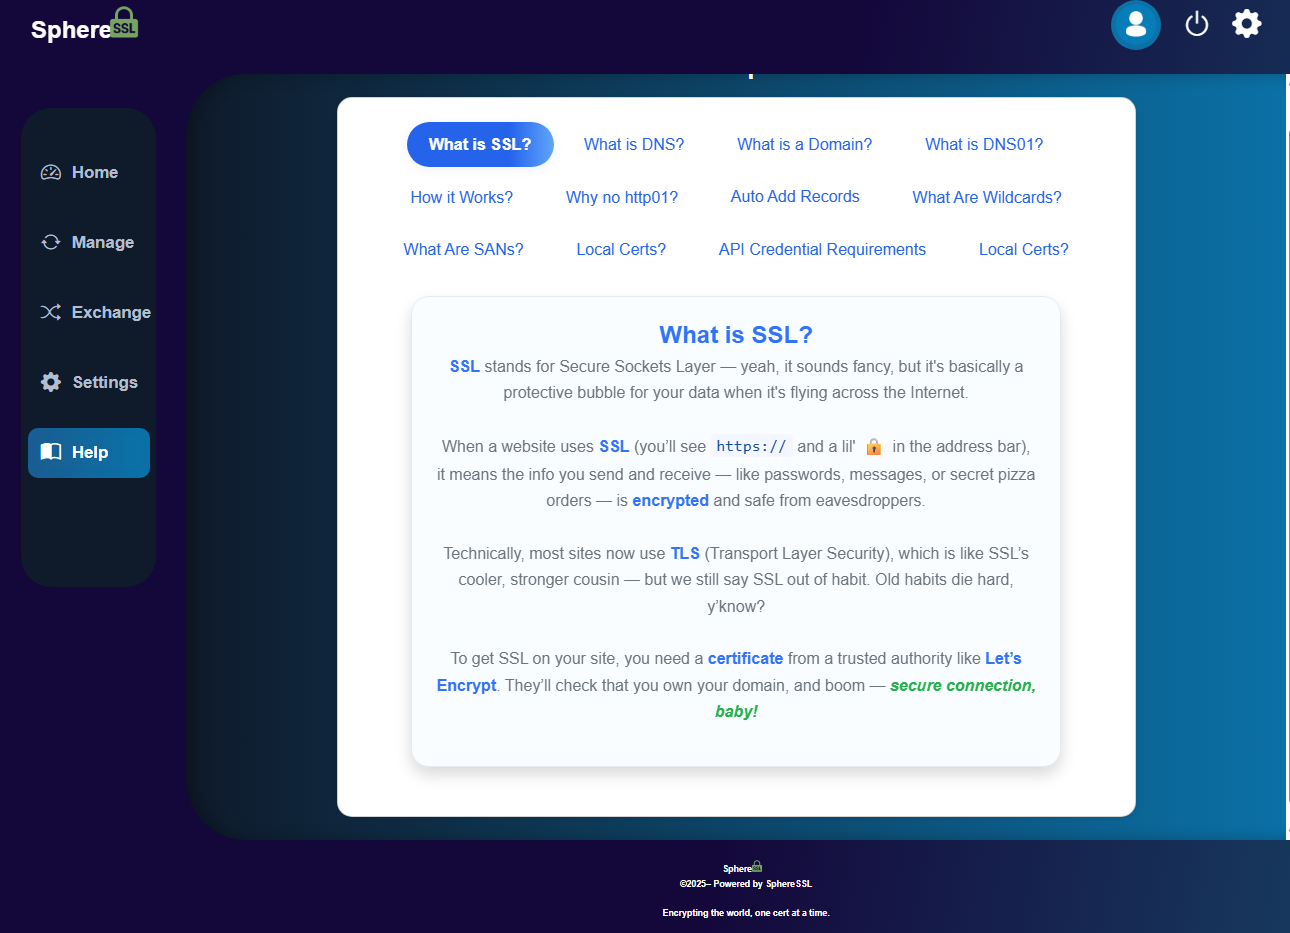 Sphere SSL
Home
Manage
Exchange
Settings
Help
What is SSL? What is DNS? What is a Domain? What is DNS01?
How it Works? Why no http01? Auto Add Records What Are Wildcards?
What Are SANs? Local Certs? API Credential Requirements Local Certs?
What is SSL?
SSL stands for Secure Sockets Layer — yeah, it sounds fancy, but it's basically a
protective bubble for your data when it's flying across the Internet.
When a website uses SSL (you’ll see https:// and a lil' 🔒 in the address bar),
it means the info you send and receive — like passwords, messages, or secret pizza
orders — is encrypted and safe from eavesdroppers.
Technically, most sites now use TLS (Transport Layer Security), which is like SSL’s
cooler, stronger cousin — but we still say SSL out of habit. Old habits die hard,
y’know?
To get SSL on your site, you need a certificate from a trusted authority like Let’s
Encrypt. They’ll check that you own your domain, and boom — secure connection,
baby!
Sphere
©2025– Powered by SphereSSL
Encrypting the world, one cert at a time.